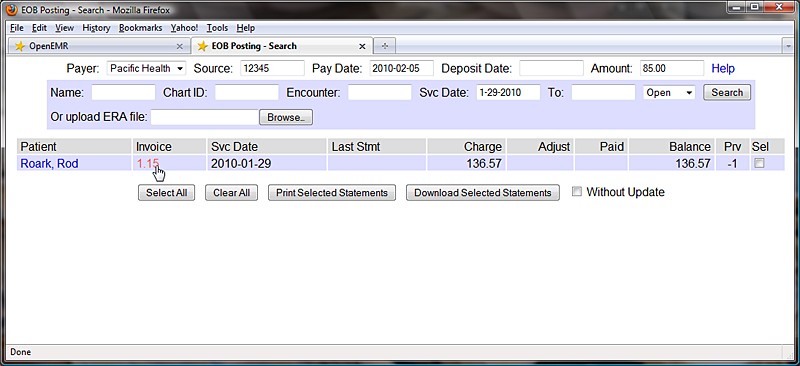 EOB Posting - Search - Mozilla Firefox
File Edit View History Bookmarks Yahoo! Tools Help
OpenEMR EOB Posting - Search
Payer: Pacific Health Source: 12345 Pay Date: 2010-02-05 Deposit Date: Amount: 85.00 Help
Name: Chart ID: Encounter: Svc Date: 1-29-2010 To: Open Search
Or upload ERA file: Browse..
Patient Invoice Svc Date Last Stmt Charge Adjust Paid Balance Prv Sel
Roark, Rod 1.15 2010-01-29 136.57 136.57 -1
Select All Clear All Print Selected Statements Download Selected Statements Without Update
Done